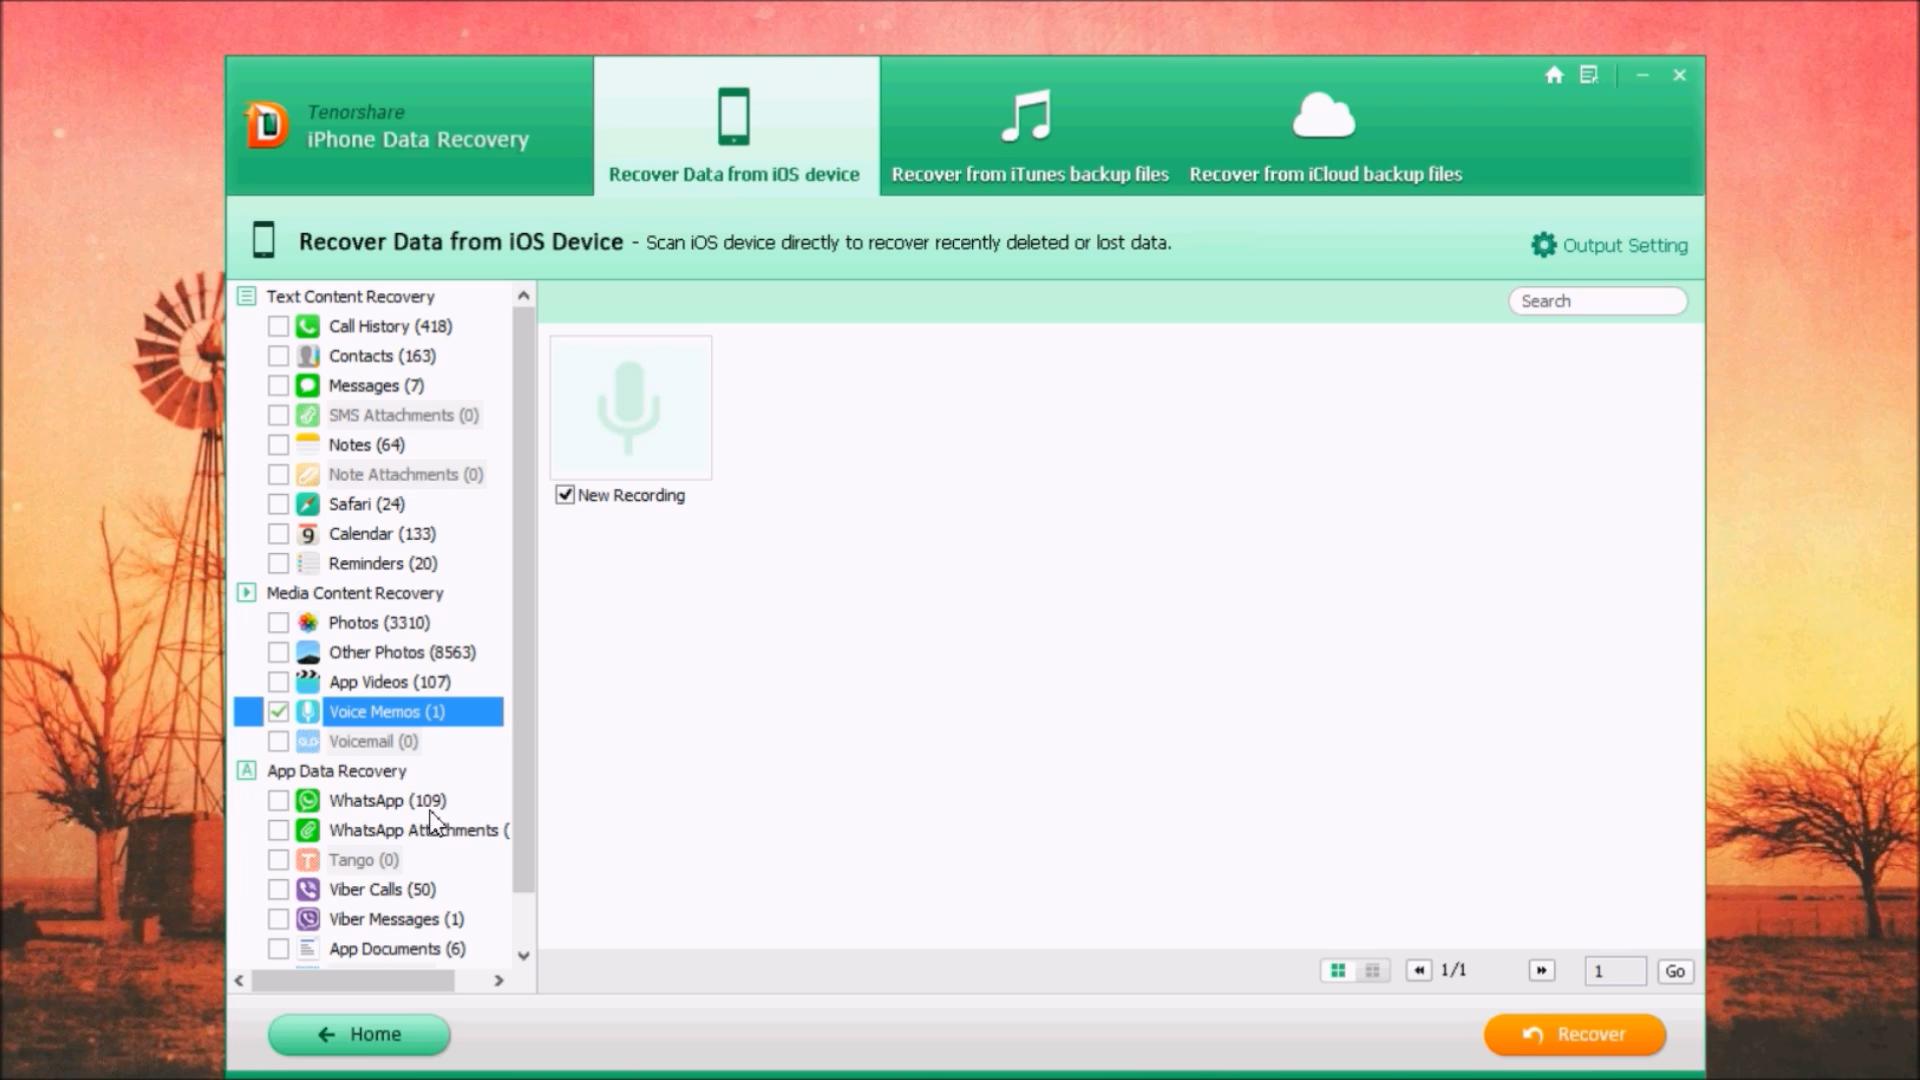 Tenorshare
iPhone Data Recovery
Recover Data from iOS device
Recover from iTunes backup files
Recover from iCloud backup files
Recover Data from iOS Device - Scan iOS device directly to recover recently deleted or lost data.
Output Setting
Search
Text Content Recovery
Call History (418)
Contacts (163)
Messages (7)
SMS Attachments (0)
Notes (64)
Note Attachments (0)
Safari (24)
9 Calendar (133)
Reminders (20)
Media Content Recovery
Photos (3310)
Other Photos (8563)
App Videos (107)
Voice Memos (1)
Voicemail (0)
A App Data Recovery
WhatsApp (109)
WhatsApp Attachments (
T Tango (0)
Viber Calls (50)
Viber Messages (1)
App Documents (6)
New Recording
1/1
1
Go
Home
Recover